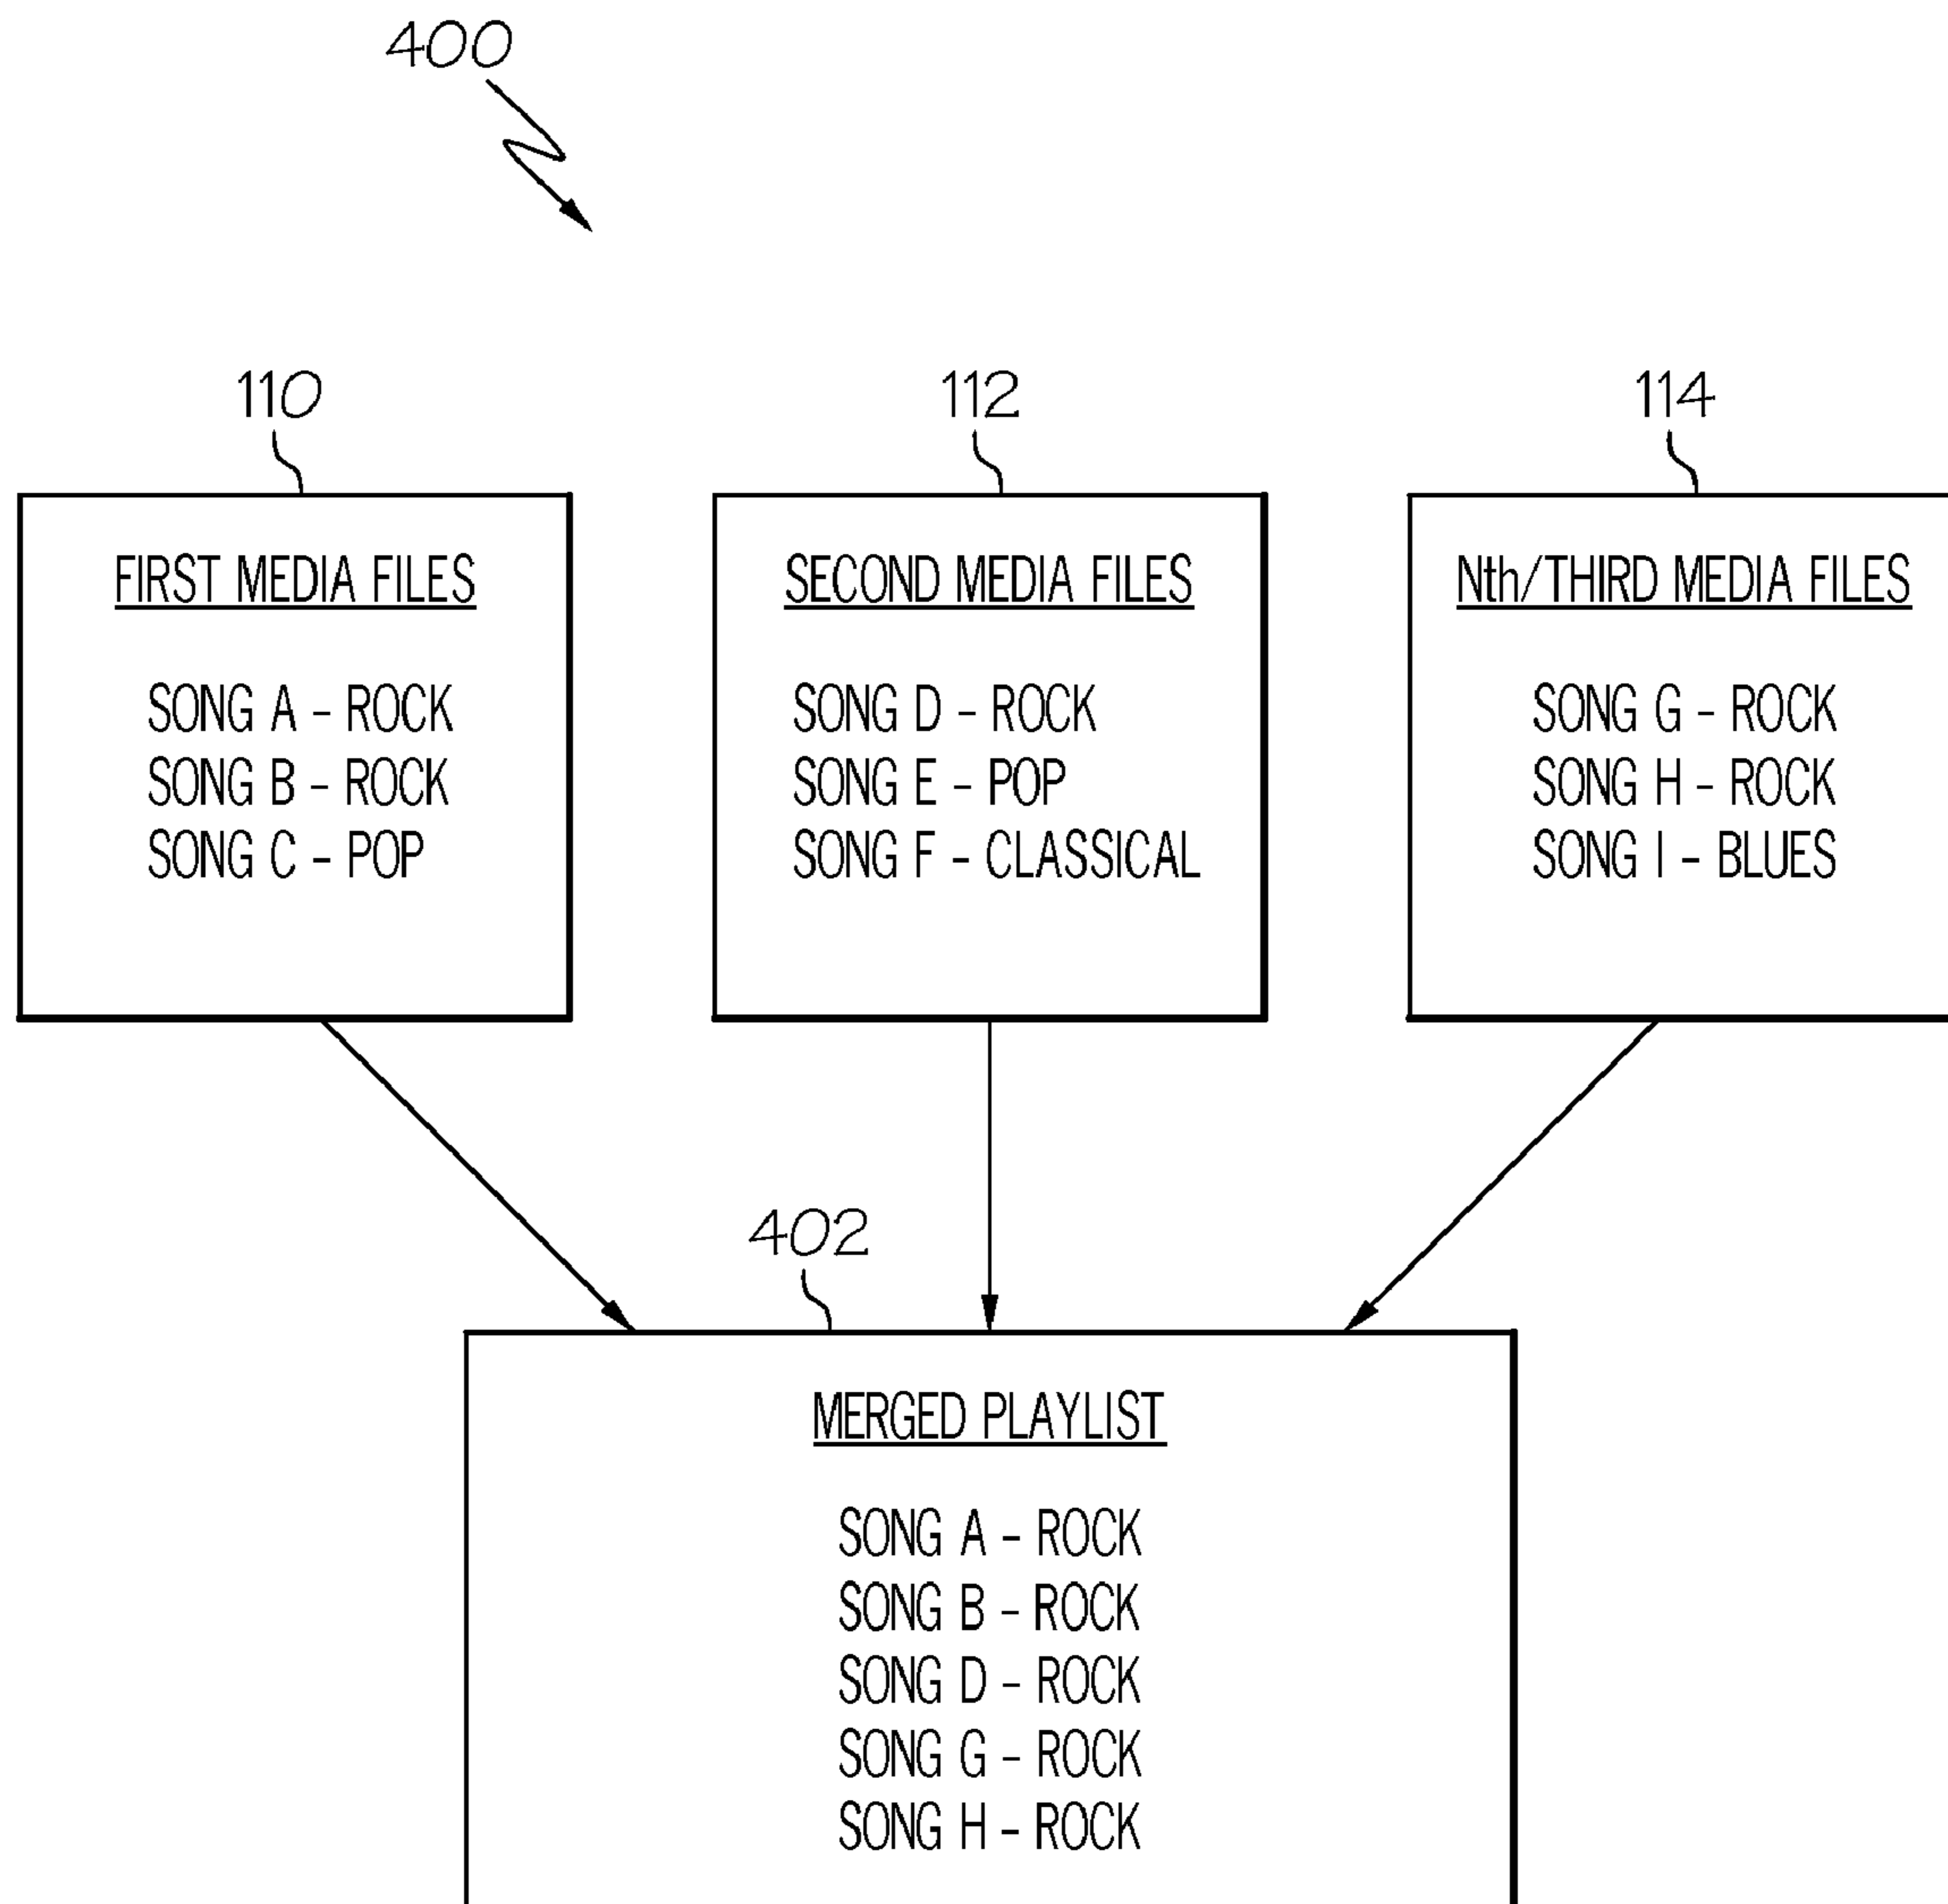 400
110
FIRST MEDIA FILES
SONG A - ROCK
SONG B - ROCK
SONG C - POP
112
SECOND MEDIA FILES
SONG D - ROCK
SONG E - POP
SONG F - CLASSICAL
114
Nth/THIRD MEDIA FILES
SONG G - ROCK
SONG H - ROCK
SONG I - BLUES
402
MERGED PLAYLIST
SONG A - ROCK
SONG B - ROCK
SONG D - ROCK
SONG G - ROCK
SONG H - ROCK